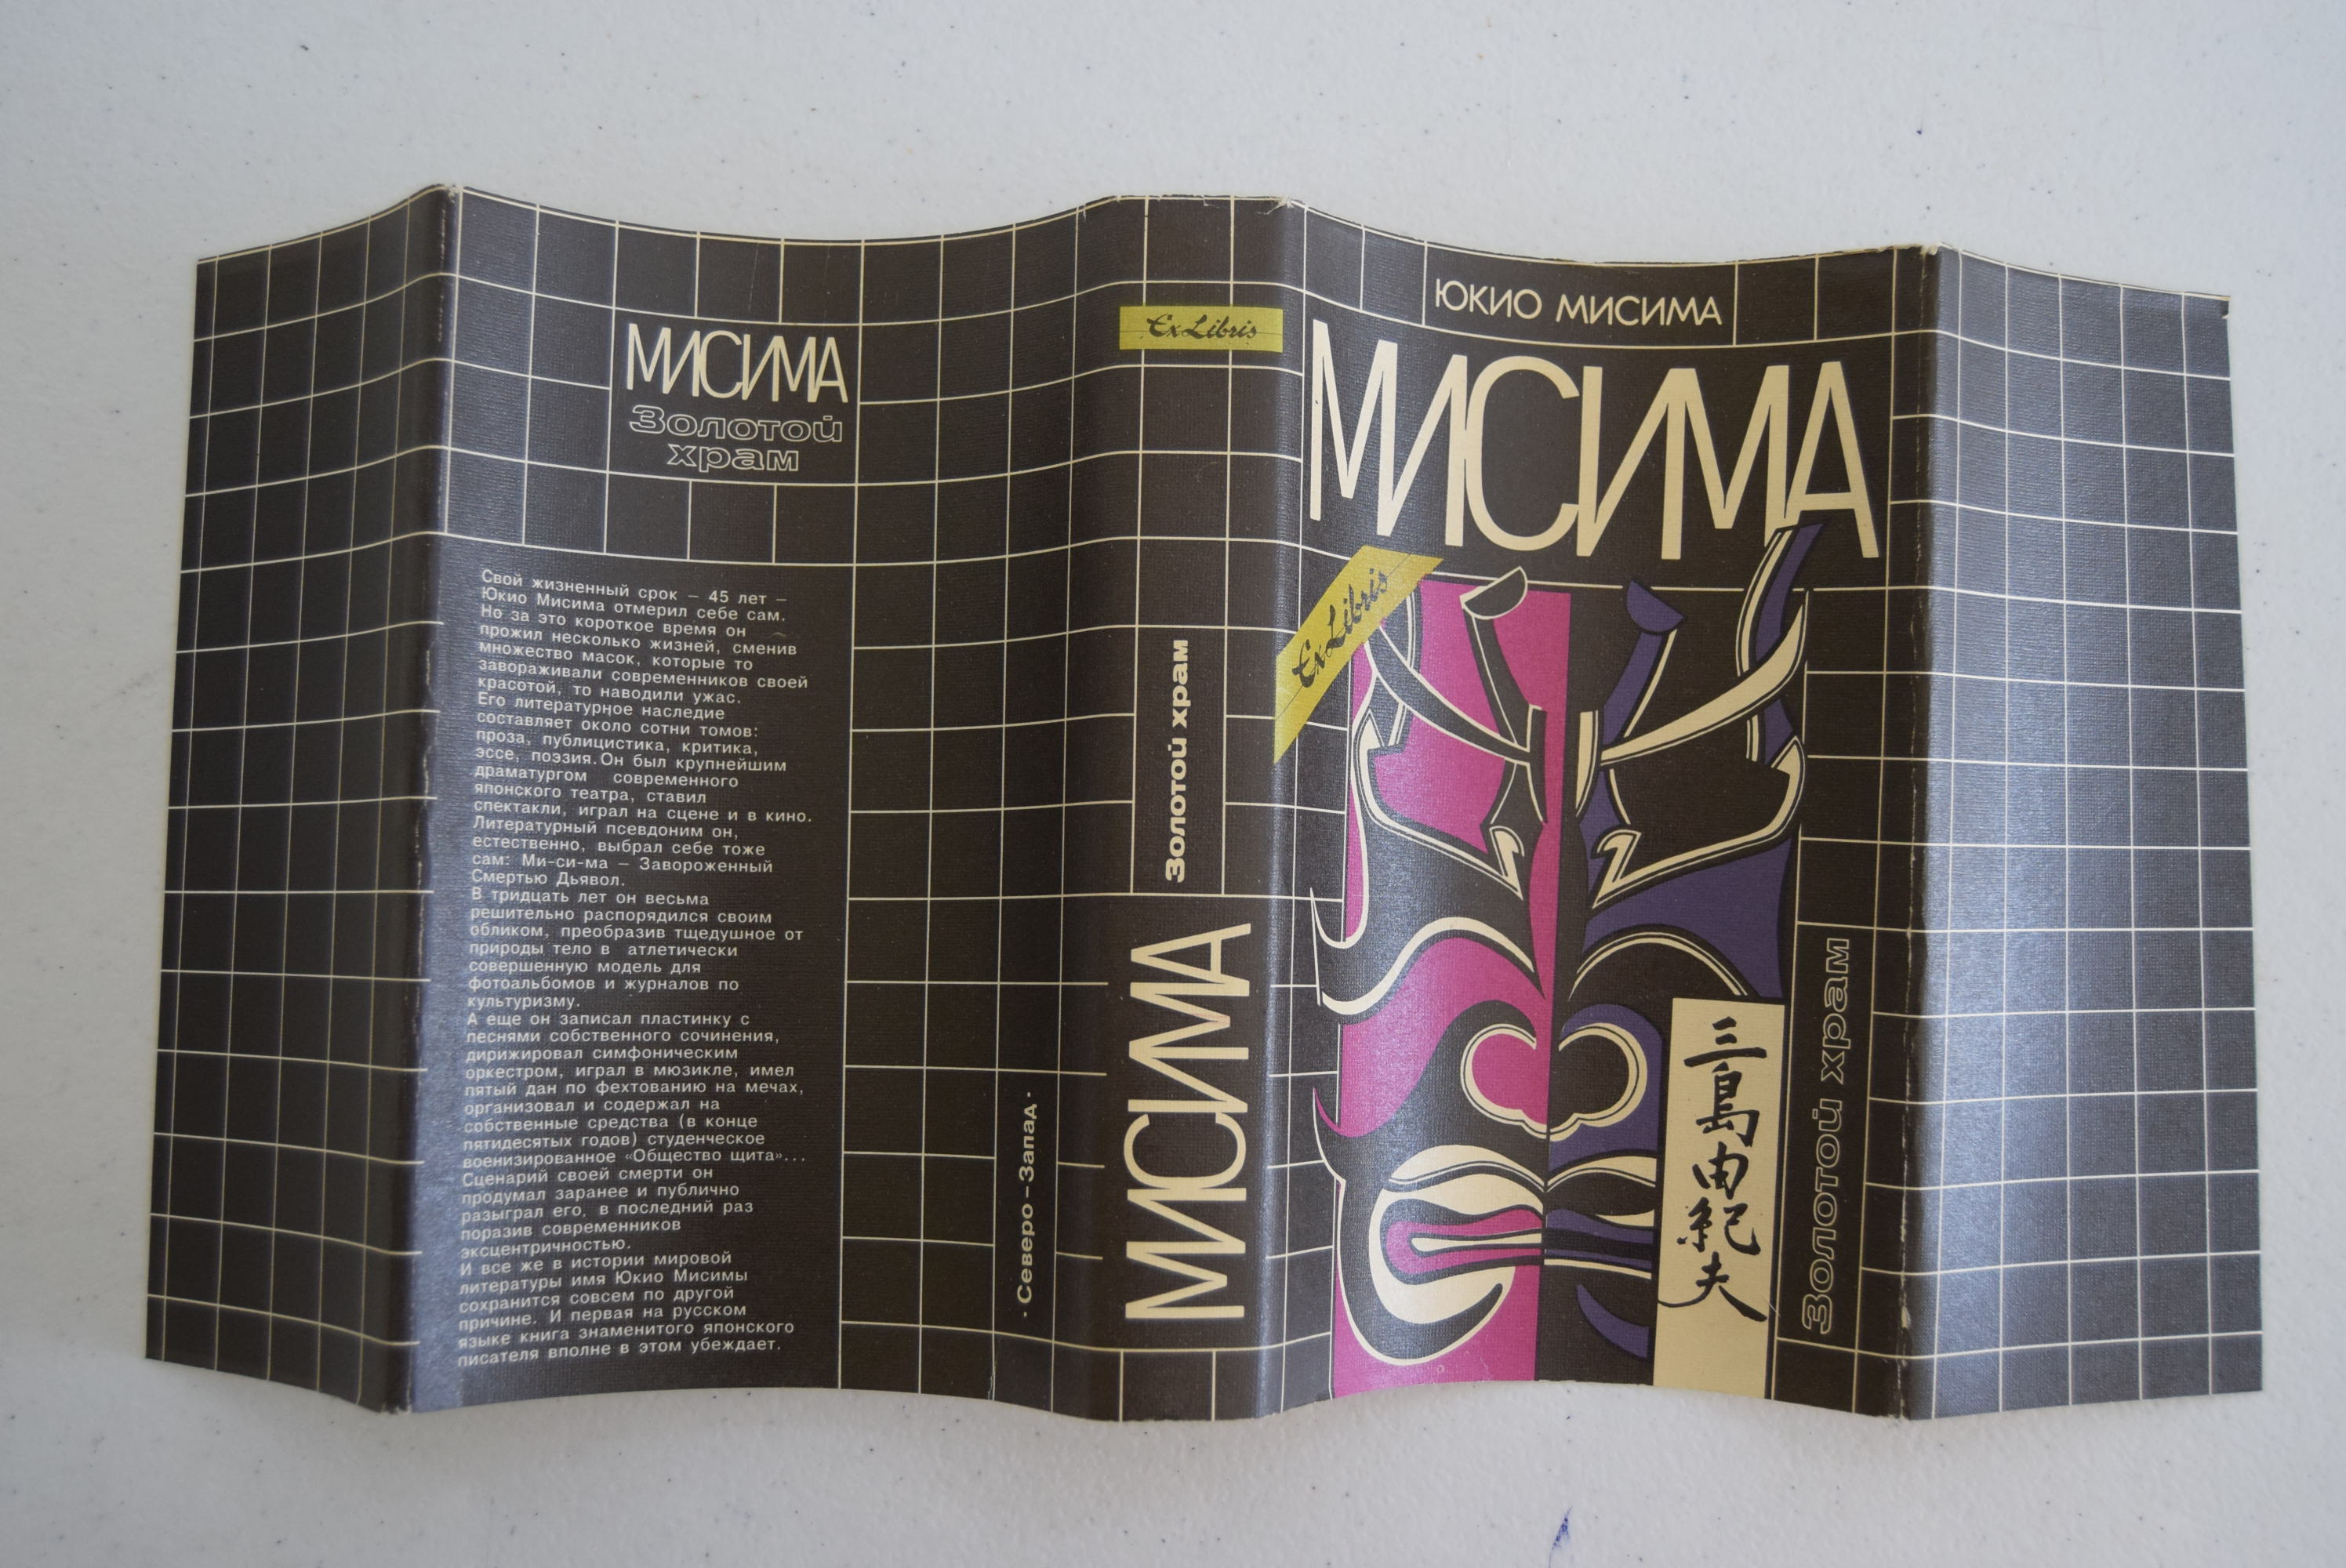 МИСИМА
Золотой
храм
Свой жизненный срок – 45 лет –
Юкио Мисима отмерил себе сам.
Но за это короткое время он
прожил несколько жизней, сменив
множество масок, которые то
завораживали современников своей
красотой, то наводили ужас.
Его литературное наследие
составляет около сотни томов:
проза, публицистика, критика,
эссе, поэзия.Он был крупнейшим
драматургом современного
японского театра, ставил
спектакли, играл на сцене и в кино.
Литературный псевдоним он,
естественно, выбрал себе тоже
сам: Ми-си-ма – Завороженный
Смертью Дьявол.
В тридцать лет он весьма
решительно распорядился своим
обликом, преобразив тщедушное от
природы тело в атлетически
совершенную модель для
фотоальбомов и журналов по
культуризму.
А еще он записал пластинку с
песнями собственного сочинения,
дирижировал симфоническим
оркестром, играл в мюзикле, имел
пятый дан по фехтованию на мечах,
организовал и содержал на
собственные средства (в конце
пятидесятых годов) студенческое
военизированное «Общество щита»...
Сценарий своей смерти он
продумал заранее и публично
разыграл его, в последний раз
поразив современников
эксцентричностью.
И все же в истории мировой
литературы имя Юкио Мисимы
сохранится совсем по другой
причине. И первая на русском
языке книга знаменитого японского
писателя вполне в этом убеждает.
·Северо–Запад·
Ex Libris
Золотой храм
МИСИМА
ЮКИО МИСИМА
МИСИМА
Ex Libris
三島由紀夫
Золотой храм